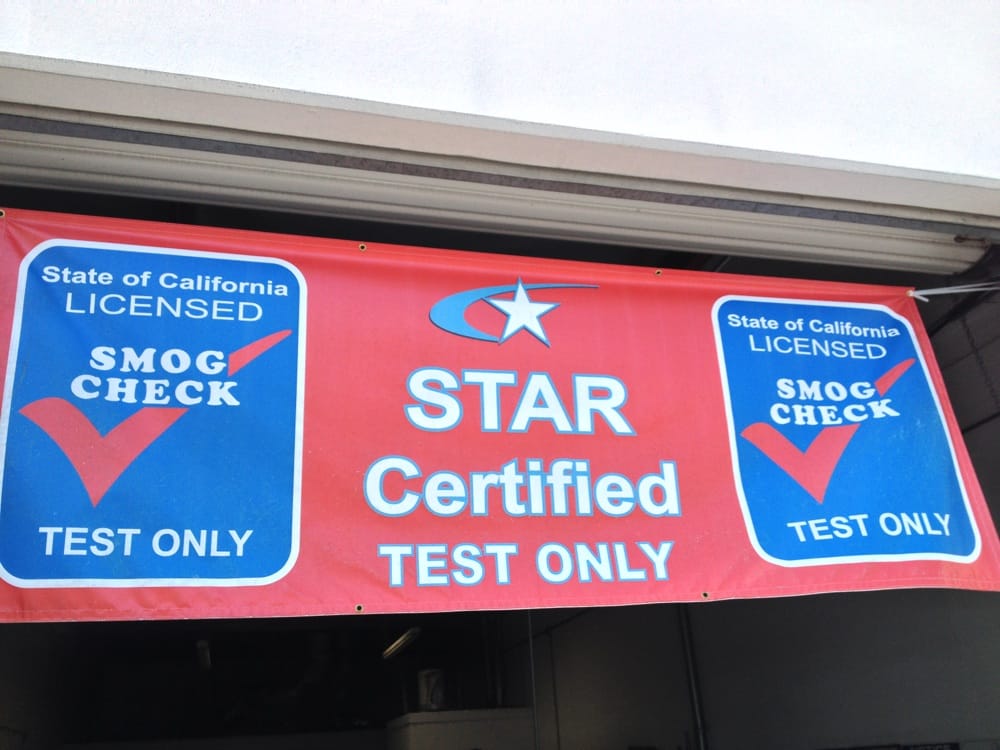 State of California
LICENSED
SMOG
CHECK
TEST ONLY
STAR
Certified
TEST ONLY
State of California
LICENSED
SMOG
CHECK
TEST ONLY